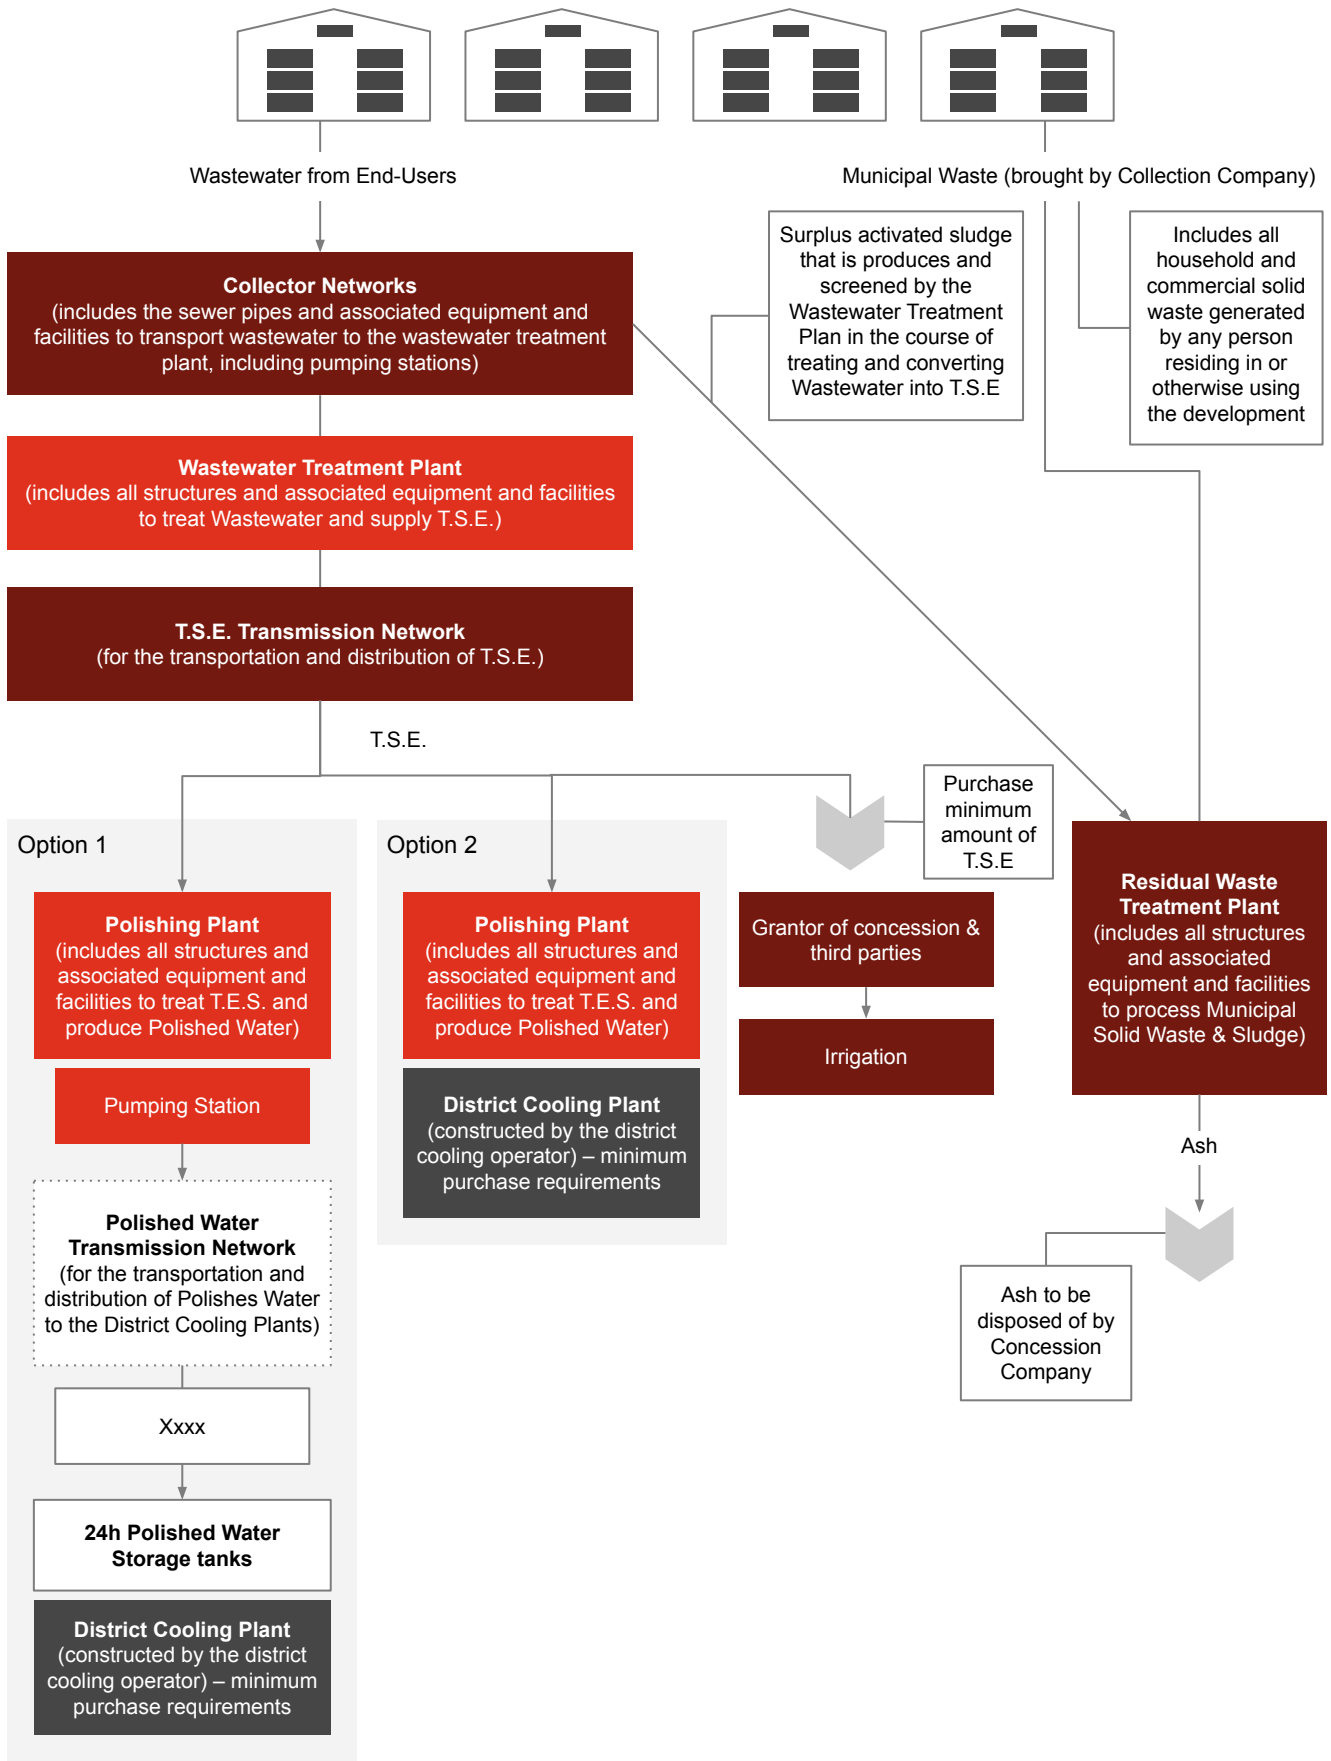 Wastewater from End-Users
Municipal Waste (brought by Collection Company)
Surplus activated sludge
that is produces and
screened by the
Wastewater Treatment
Plan in the course of
treating and converting
Wastewater into T.S.E
Includes all
household and
commercial solid
waste generated
by any person
residing in or
otherwise using
the development
Collector Networks
(includes the sewer pipes and associated equipment and
facilities to transport wastewater to the wastewater treatment
plant, including pumping stations)
Wastewater Treatment Plant
(includes all structures and associated equipment and facilities
to treat Wastewater and supply T.S.E.)
T.S.E. Transmission Network
(for the transportation and distribution of T.S.E.)
T.S.E.
Purchase
minimum
amount of
T.S.E
Option 1
Polishing Plant
(includes all structures and
associated equipment and
facilities to treat T.E.S. and
produce Polished Water)
Pumping Station
Polished Water
Transmission Network
(for the transportation and
distribution of Polishes Water
to the District Cooling Plants)
Xxxx
24h Polished Water
Storage tanks
District Cooling Plant
(constructed by the district
cooling operator) – minimum
purchase requirements
Option 2
Polishing Plant
(includes all structures and
associated equipment and
facilities to treat T.E.S. and
produce Polished Water)
District Cooling Plant
(constructed by the district
cooling operator) – minimum
purchase requirements
Grantor of concession &
third parties
Irrigation
Residual Waste
Treatment Plant
(includes all structures
and associated
equipment and facilities
to process Municipal
Solid Waste & Sludge)
Ash
Ash to be
disposed of by
Concession
Company